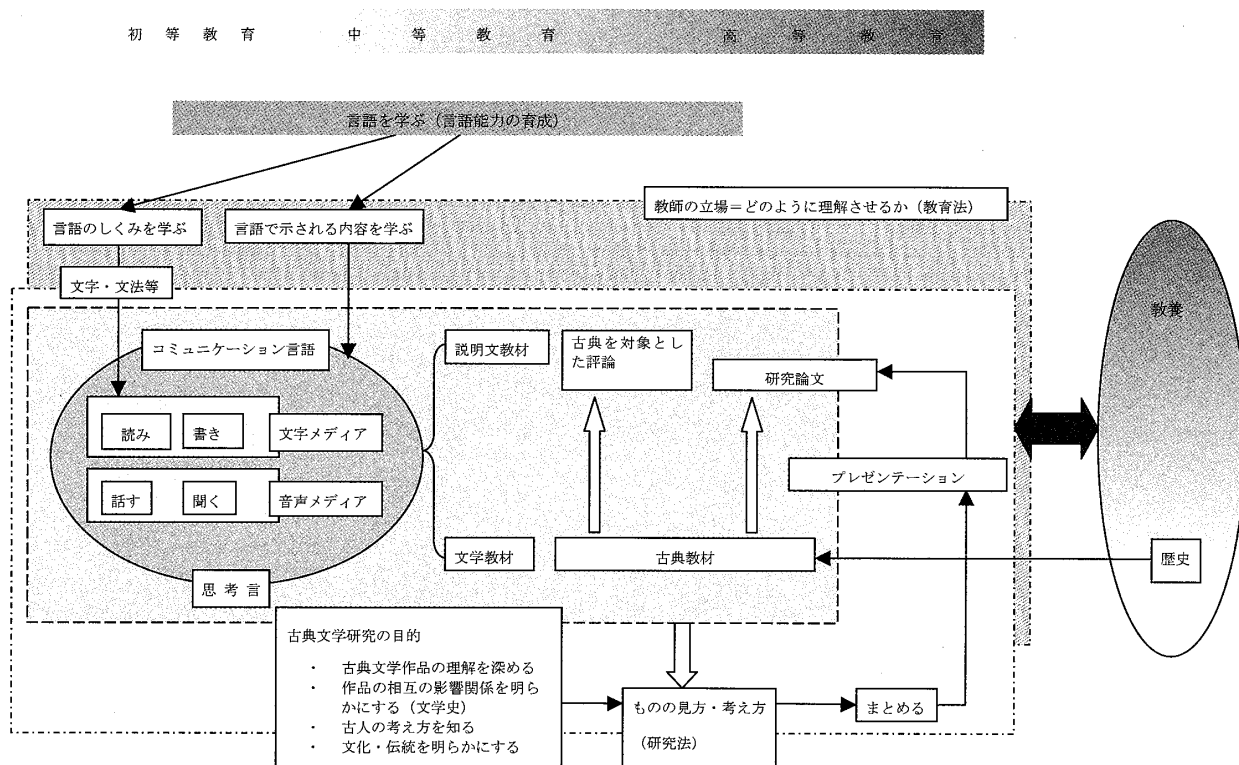 初等教育 中等教育 高等教育
言語を学ぶ（言語能力の育成）
教師の立場＝どのように理解させるか（教育法）
言語のしくみを学ぶ
言語で示される内容を学ぶ
文字・文法等
教養
コミュニケーション言語
説明文教材
古典を対象とし
た評論
研究論文
読み
書き
文字メディア
プレゼンテーション
話す
聞く
音声メディア
文学教材
古典教材
歴史
思考言
古典文学研究の目的
・ 古典文学作品の理解を深める
・ 作品の相互の影響関係を明ら
かにする（文学史）
・ 古人の考え方を知る
・ 文化・伝統を明らかにする
ものの見方・考え方
（研究法）
まとめる